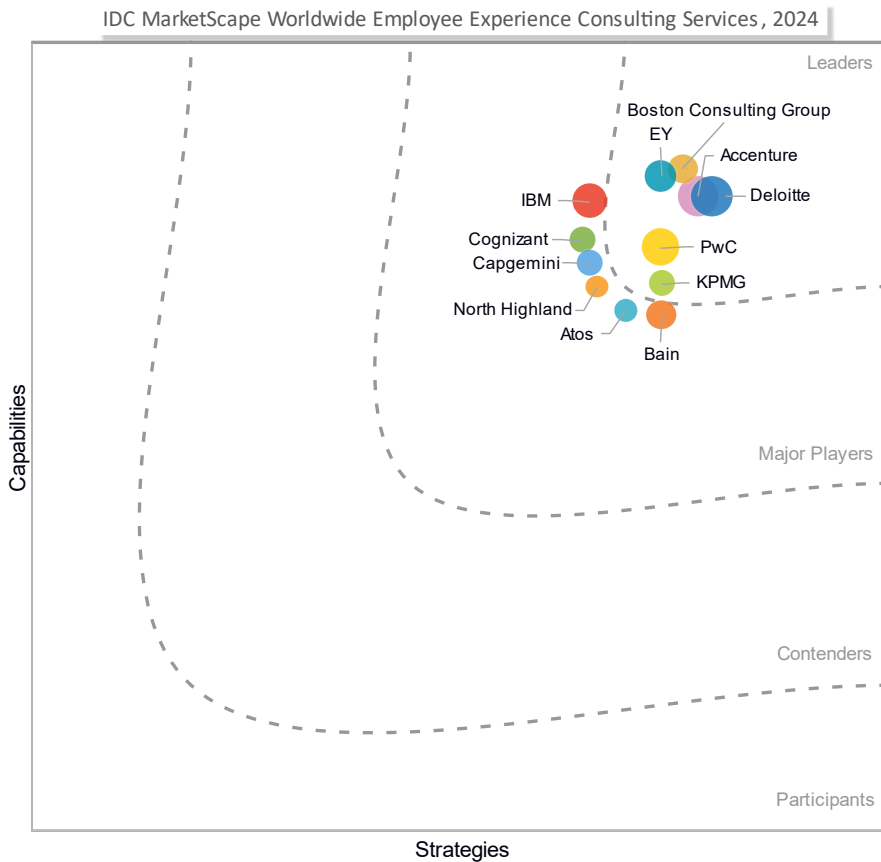 IDC MarketScape Worldwide Employee Experience Consulting Services, 2024
Leaders
Boston Consulting Group
EY
Accenture
IBM
Deloitte
Cognizant
PwC
Capgemini
KPMG
North Highland
Atos
Bain
Capabilities
Major Players
Contenders
Participants
Strategies